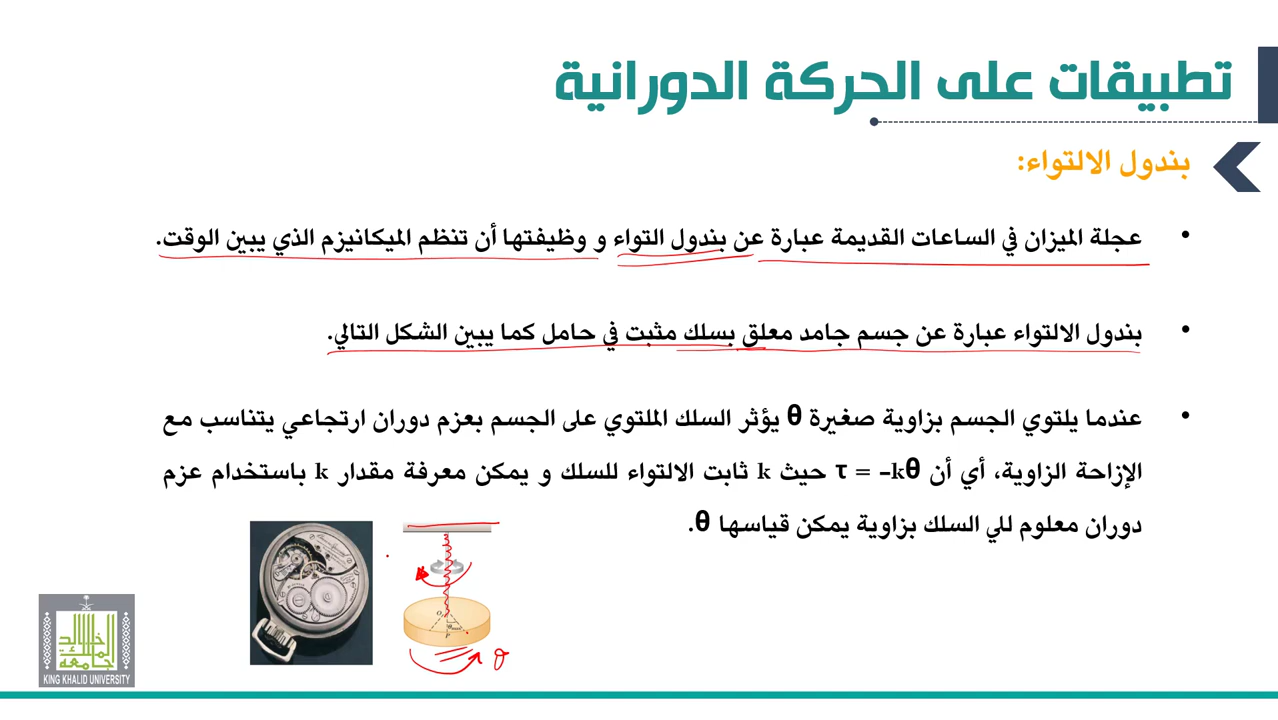 تطبيقات على الحركة الدورانية
بندول الالتواء:
• عجلة الميزان في الساعات القديمة عبارة عن بندول التواء و وظيفتها أن تنظم الميكانيزم الذي يبين الوقت.
• بندول الالتواء عبارة عن جسم جامد معلق بسلك مثبت في حامل كما يبين الشكل التالي.
• عندما يلتوي الجسم بزاوية صغيرة θ يؤثر السلك الملتوي على الجسم بعزم دوران ارتجاعي يتناسب مع
الإزاحة الزاوية، أي أن τ = −kθ حيث k ثابت الالتواء للسلك و يمكن معرفة مقدار k باستخدام عزم
دوران معلوم للي السلك بزاوية يمكن قياسها θ.
O
P
θ
جامعة الملك خالد
KING KHALID UNIVERSITY